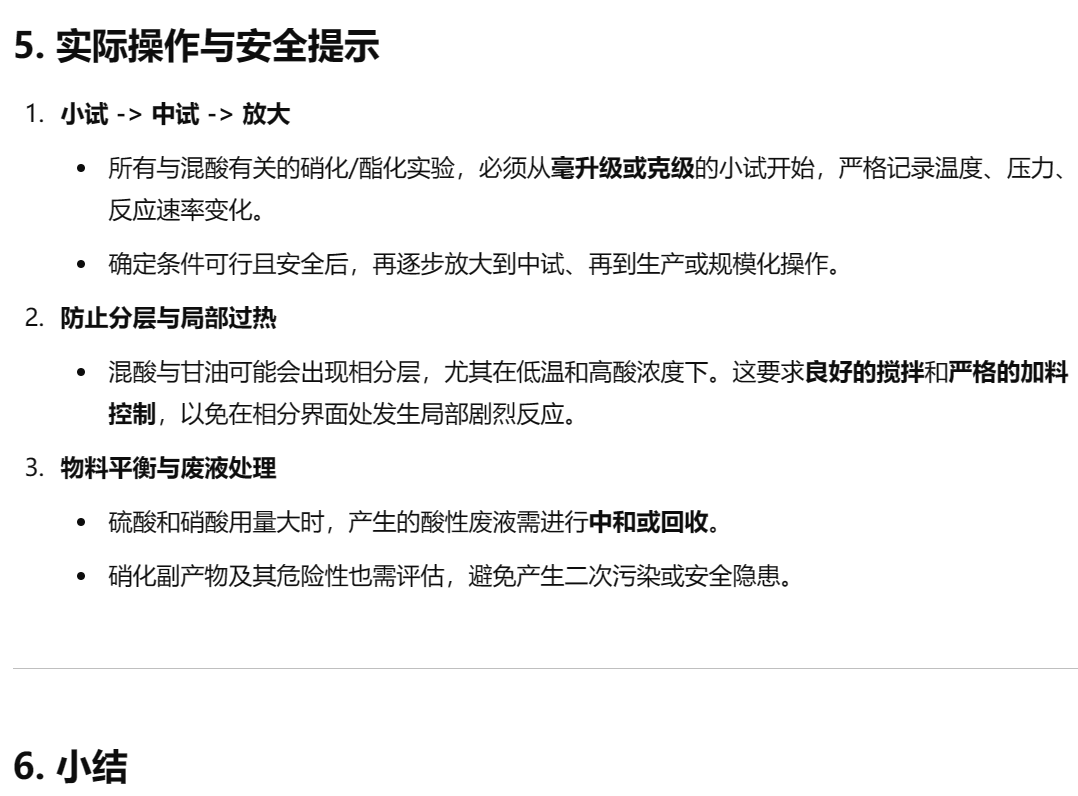 5. 实际操作与安全提示
1. 小试 -> 中试 -> 放大
• 所有与混酸有关的硝化/酯化实验，必须从毫升级或克级的小试开始，严格记录温度、压力、
反应速率变化。
• 确定条件可行且安全后，再逐步放大到中试、再到生产或规模化操作。
2. 防止分层与局部过热
• 混酸与甘油可能会出现相分层，尤其在低温和高酸浓度下。这要求良好的搅拌和严格的加料
控制，以免在相分界面处发生局部剧烈反应。
3. 物料平衡与废液处理
• 硫酸和硝酸用量大时，产生的酸性废液需进行中和或回收。
• 硝化副产物及其危险性也需评估，避免产生二次污染或安全隐患。
6. 小结